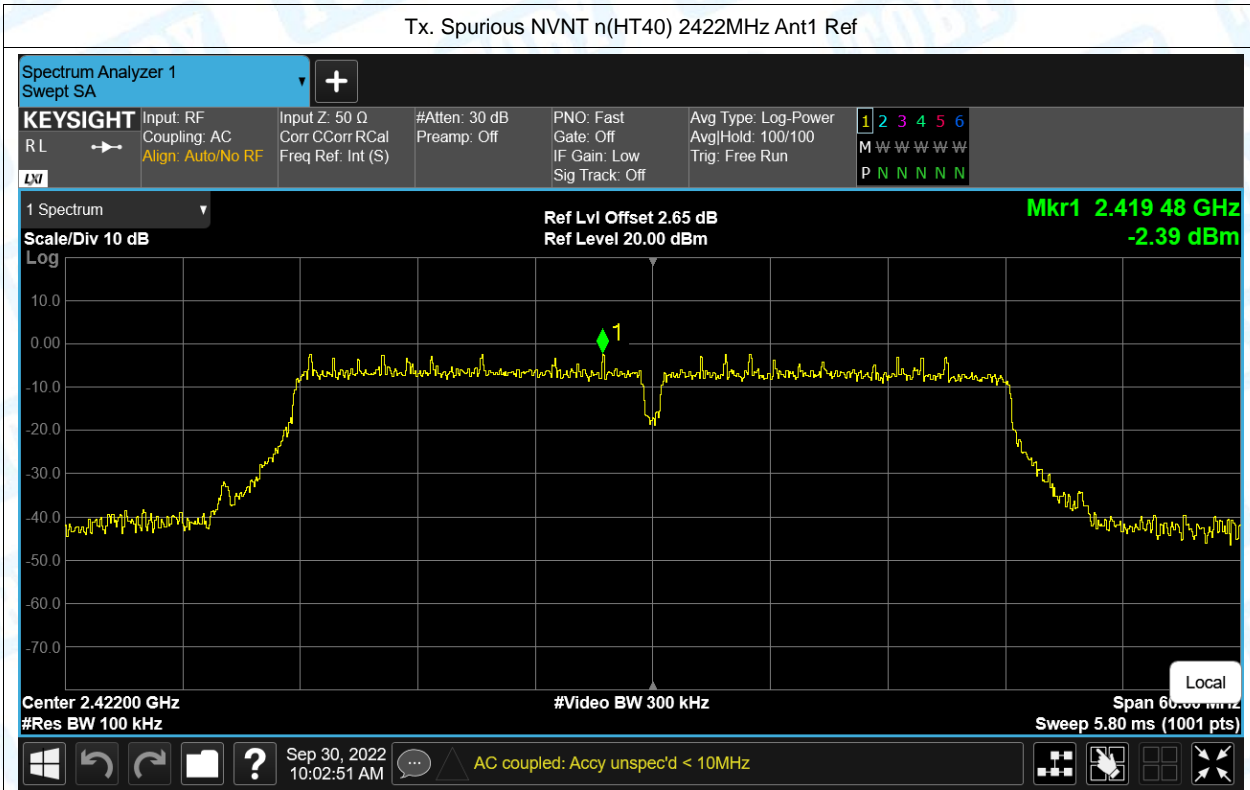 Tx. Spurious NVNT n(HT40) 2422MHz Ant1 Ref
Spectrum Analyzer 1
Swept SA
+
KEYSIGHT
R L
LXI
Input: RF
Coupling: AC
Align: Auto/No RF
Input Z: 50 Ω
Corr CCorr RCal
Freq Ref: Int (S)
#Atten: 30 dB
Preamp: Off
PNO: Fast
Gate: Off
IF Gain: Low
Sig Track: Off
Avg Type: Log-Power
Avg|Hold: 100/100
Trig: Free Run
1 2 3 4 5 6
M W W W W W
P N N N N N
1 Spectrum
Scale/Div 10 dB
Ref Lvl Offset 2.65 dB
Ref Level 20.00 dBm
Mkr1 2.419 48 GHz
-2.39 dBm
Log
10.0
0.00
-10.0
-20.0
-30.0
-40.0
-50.0
-60.0
-70.0
1
Local
Center 2.42200 GHz
#Video BW 300 kHz
Span 60.00 MHz
#Res BW 100 kHz
Sweep 5.80 ms (1001 pts)
?
Sep 30, 2022
10:02:51 AM
AC coupled: Accy unspec'd < 10MHz